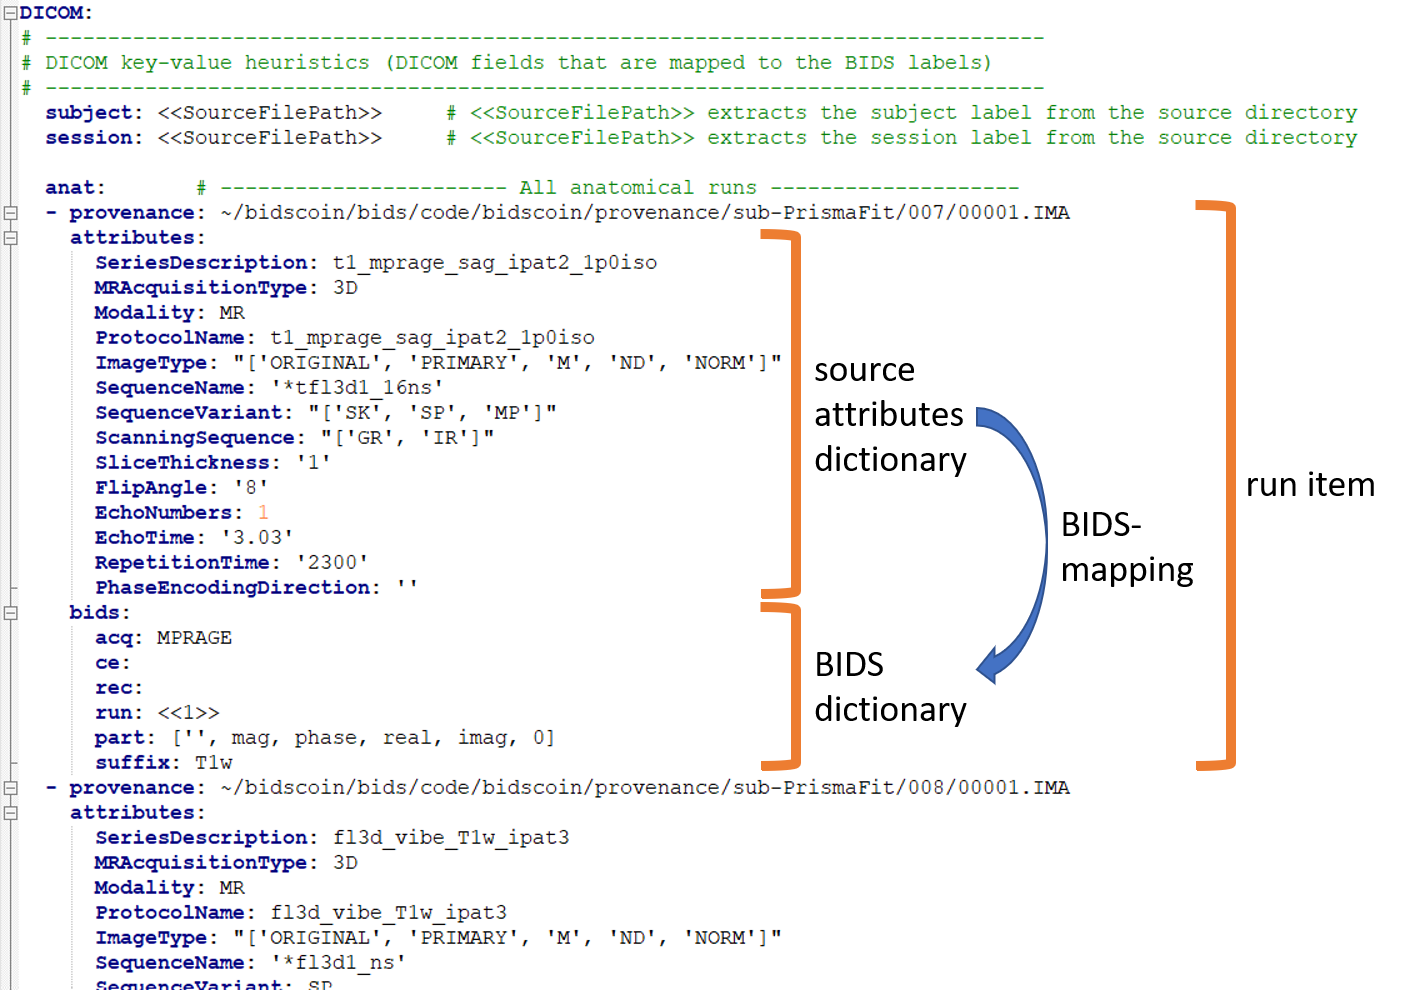 DICOM:
# --------------------------------------------------------------------------------
# DICOM key-value heuristics (DICOM fields that are mapped to the BIDS labels)
# --------------------------------------------------------------------------------
subject: <<SourceFilePath>> # <<SourceFilePath>> extracts the subject label from the source directory
session: <<SourceFilePath>> # <<SourceFilePath>> extracts the session label from the source directory
anat: # ----------------------- All anatomical runs --------------------
- provenance: ~/bidscoin/bids/code/bidscoin/provenance/sub-PrismaFit/007/00001.IMA
attributes:
SeriesDescription: t1_mprage_sag_ipat2_1p0iso
MRAcquisitionType: 3D
Modality: MR
ProtocolName: t1_mprage_sag_ipat2_1p0iso
ImageType: "['ORIGINAL', 'PRIMARY', 'M', 'ND', 'NORM']"
SequenceName: '*tfl3d1_16ns'
SequenceVariant: "['SK', 'SP', 'MP']"
ScanningSequence: "['GR', 'IR']"
SliceThickness: '1'
FlipAngle: '8'
EchoNumbers: 1
EchoTime: '3.03'
RepetitionTime: '2300'
PhaseEncodingDirection: ''
source
attributes
dictionary
BIDS-
mapping
run item
bids:
acq: MPRAGE
ce:
rec:
run: <<1>>
part: ['', mag, phase, real, imag, 0]
suffix: T1w
BIDS
dictionary
- provenance: ~/bidscoin/bids/code/bidscoin/provenance/sub-PrismaFit/008/00001.IMA
attributes:
SeriesDescription: fl3d_vibe_T1w_ipat3
MRAcquisitionType: 3D
Modality: MR
ProtocolName: fl3d_vibe_T1w_ipat3
ImageType: "['ORIGINAL', 'PRIMARY', 'M', 'ND', 'NORM']"
SequenceName: '*fl3d1_ns'
SequenceVariant: SP